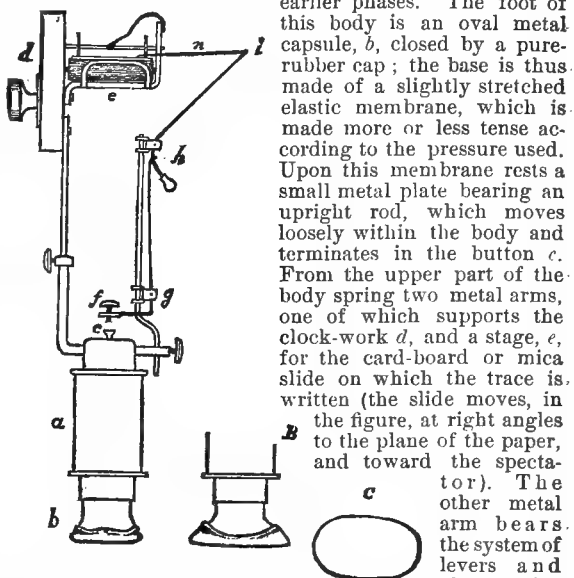 earlier phases. The foot of
this body is an oval metal
capsule, b, closed by a pure-
rubber cap ; the base is thus
made of a slightly stretched
elastic membrane, which is
made more or less tense ac-
cording to the pressure used.
Upon this membrane rests a
small metal plate bearing an
upright rod, which moves
loosely within the body and
terminates in the button c.
From the upper part of the
body spring two metal arms,
one of which supports the
clock-work d, and a stage, e,
for the card-board or mica
slide on which the trace is
written (the slide moves, in
the figure, at right angles
to the plane of the paper,
and toward the specta-
tor). The
other metal
arm bears
the system of
levers and
d
n
l
e
h
f
g
c
a
B
b
c